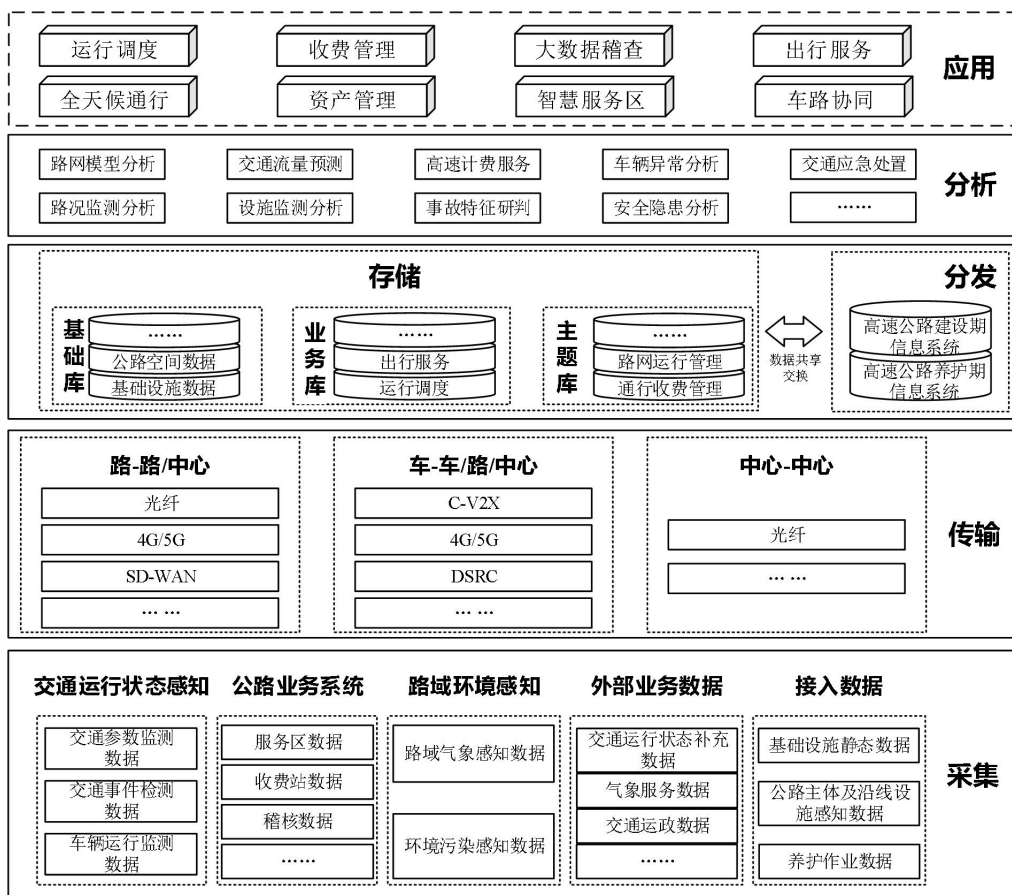 运行调度
收费管理
大数据稽查
出行服务
全天候通行
资产管理
智慧服务区
车路协同
应用
路网模型分析
交通流量预测
高速计费服务
车辆异常分析
交通应急处置
路况监测分析
设施监测分析
事故特征研判
安全隐患分析
……
分析
存储
基础库
……
公路空间数据
基础设施数据
业务库
……
出行服务
运行调度
主题库
……
路网运行管理
通行收费管理
数据共享
交换
分发
高速公路建设期
信息系统
高速公路养护期
信息系统
路-路/中心
光纤
4G/5G
SD-WAN
… …
车-车/路/中心
C-V2X
4G/5G
DSRC
… …
中心-中心
光纤
… …
传输
交通运行状态感知
交通参数监测
数据
交通事件检测
数据
车辆运行监测
数据
公路业务系统
服务区数据
收费站数据
稽核数据
……
路域环境感知
路域气象感知数据
环境污染感知数据
外部业务数据
交通运行状态补充
数据
气象服务数据
交通运政数据
……
接入数据
基础设施静态数据
公路主体及沿线设
施感知数据
养护作业数据
采集